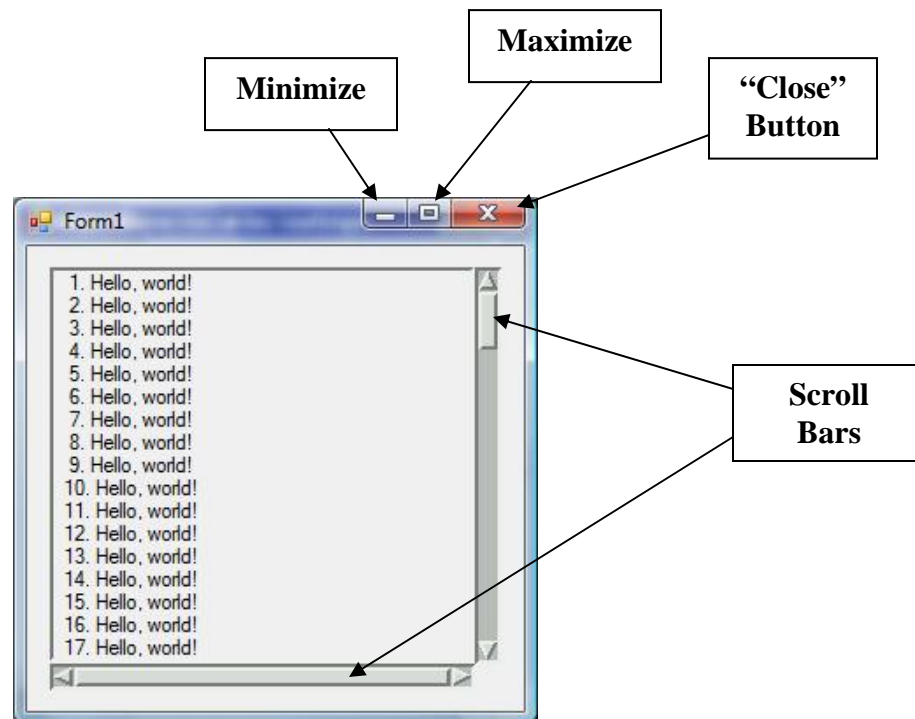 Maximize
Minimize
“Close”
Button
Form1
1. Hello, world!
2. Hello, world!
3. Hello, world!
4. Hello, world!
5. Hello, world!
6. Hello, world!
7. Hello, world!
8. Hello, world!
9. Hello, world!
10. Hello, world!
11. Hello, world!
12. Hello, world!
13. Hello, world!
14. Hello, world!
15. Hello, world!
16. Hello, world!
17. Hello, world!
Scroll
Bars